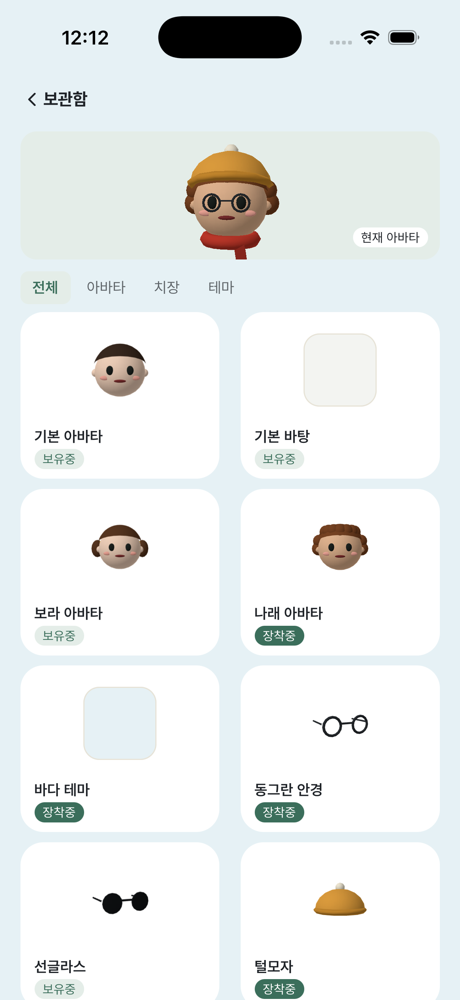 12:12
보관함
현재 아바타
전체 아바타 치장 테마
기본 아바타
보유중
기본 바탕
보유중
보라 아바타
보유중
나래 아바타
장착중
바다 테마
장착중
동그란 안경
장착중
선글라스
보유중
털모자
장착중